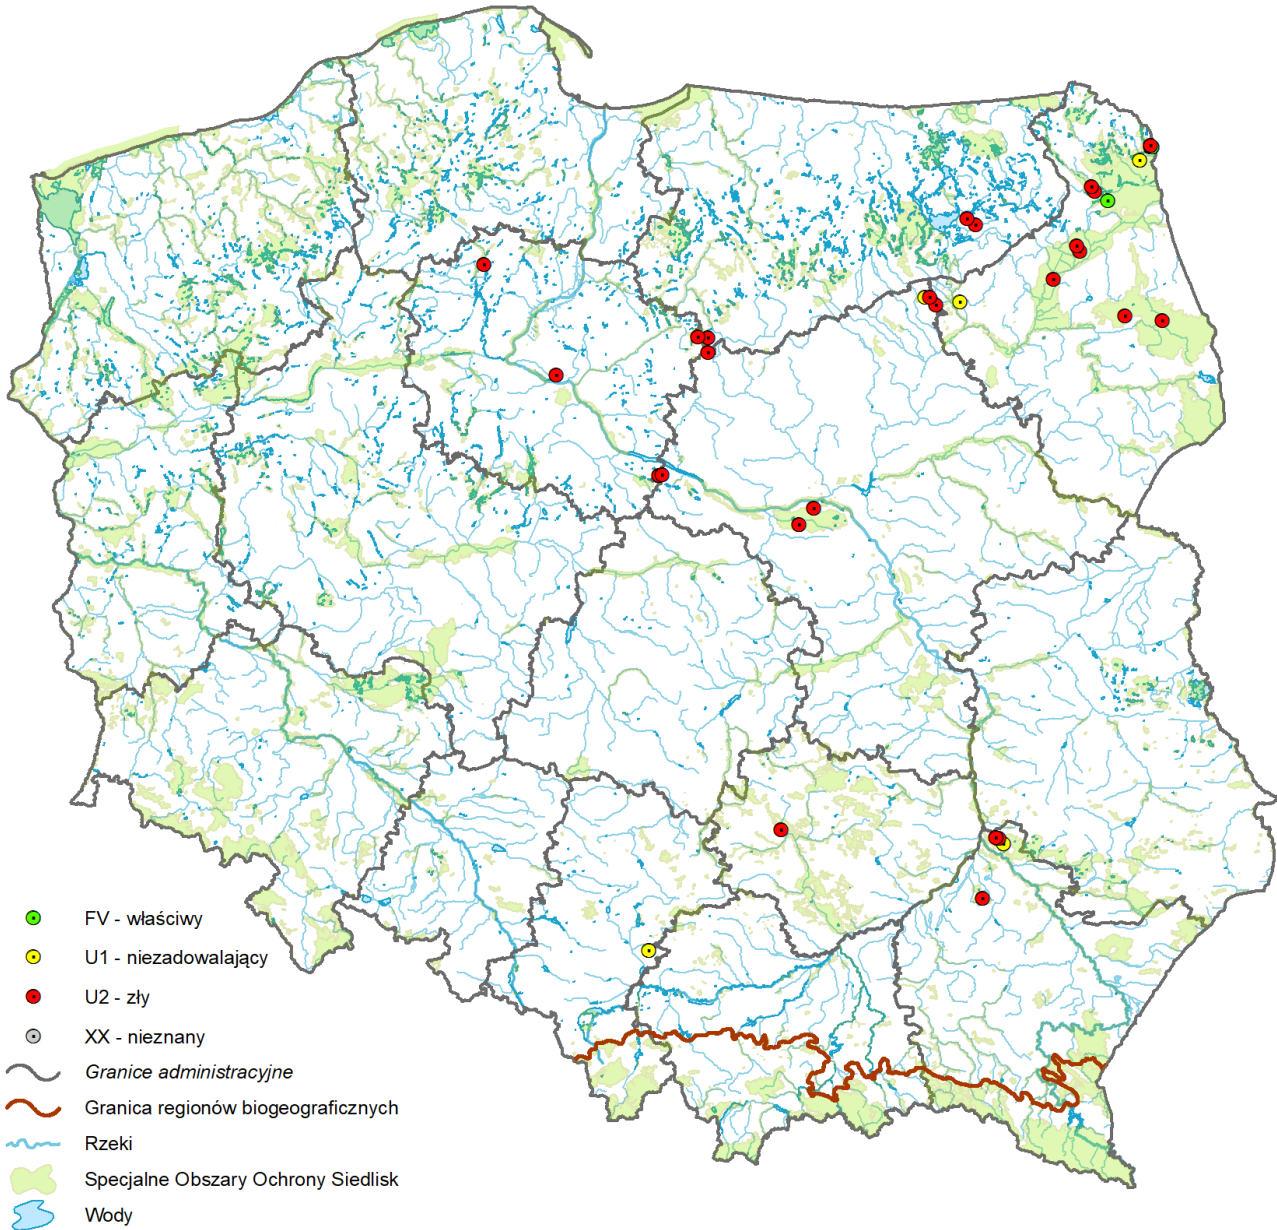 FV - właściwy
U1 - niezadowalający
U2 - zły
XX - nieznany
Granice administracyjne
Granica regionów biogeograficznych
Rzeki
Specjalne Obszary Ochrony Siedlisk
Wody